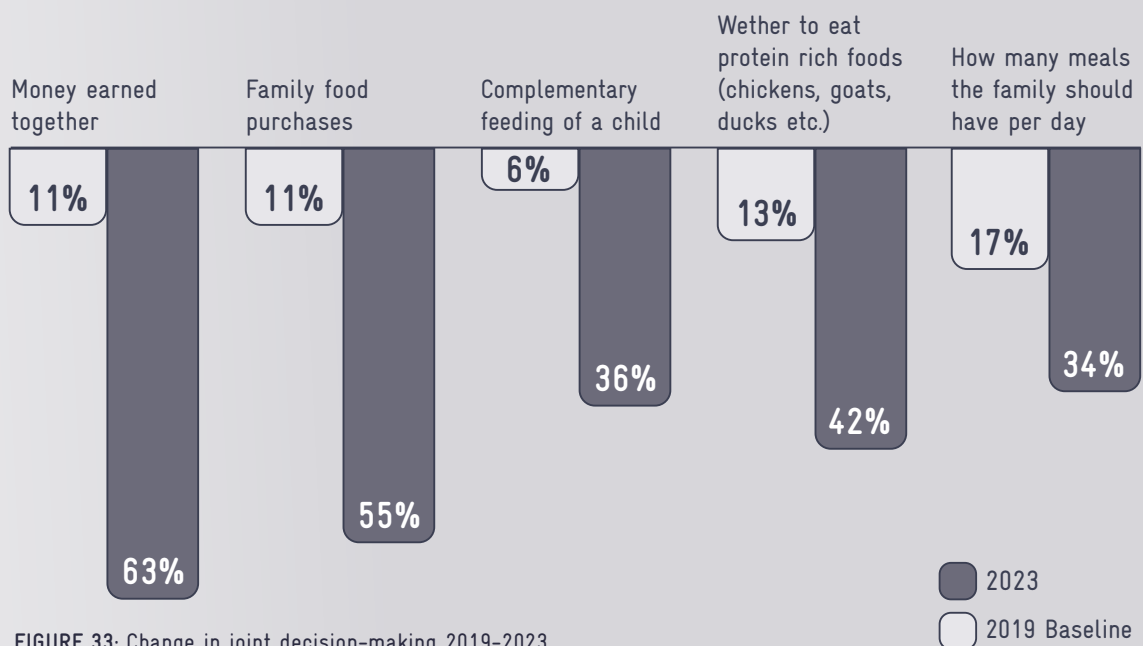 Money earned
together
Family food
purchases
Complementary
feeding of a child
Wether to eat
protein rich foods
(chickens, goats,
ducks etc.)
How many meals
the family should
have per day
11%
63%
11%
55%
6%
36%
13%
42%
17%
34%
2023
2019 Baseline
FIGURE 33: Change in joint decision-making 2019-2023